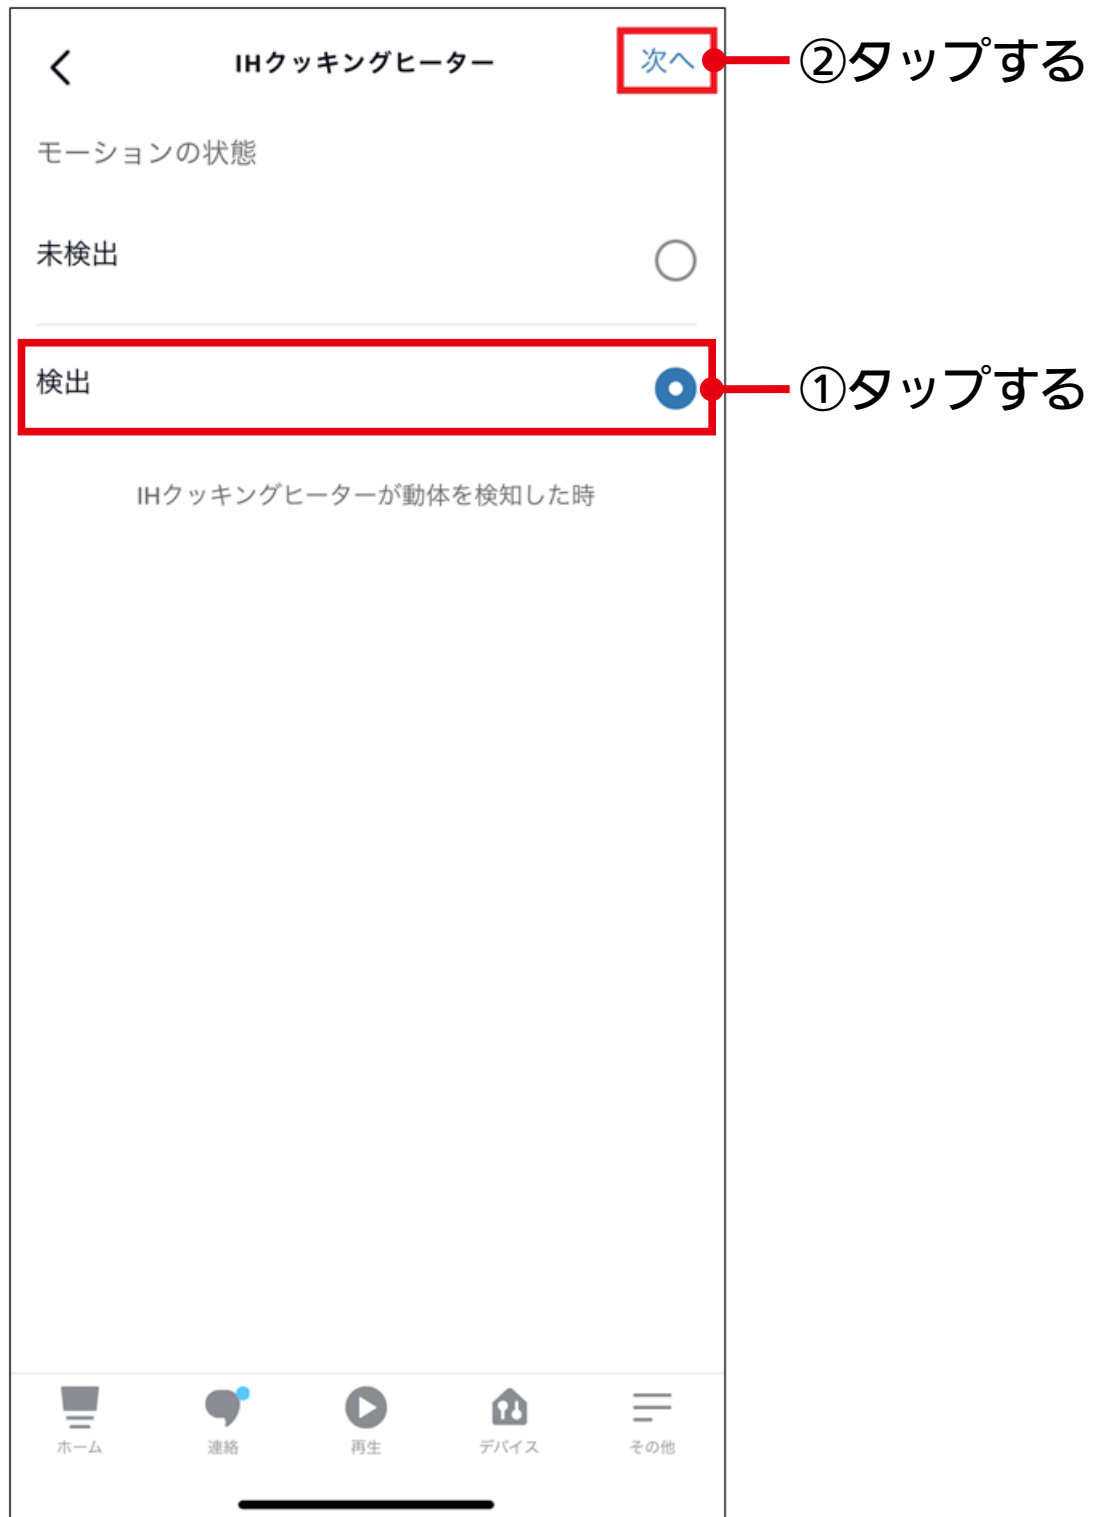 IHクッキングヒーター
次へ
②タップする
モーションの状態
未検出
検出
①タップする
IHクッキングヒーターが動体を検知した時
ホーム
連絡
再生
デバイス
その他